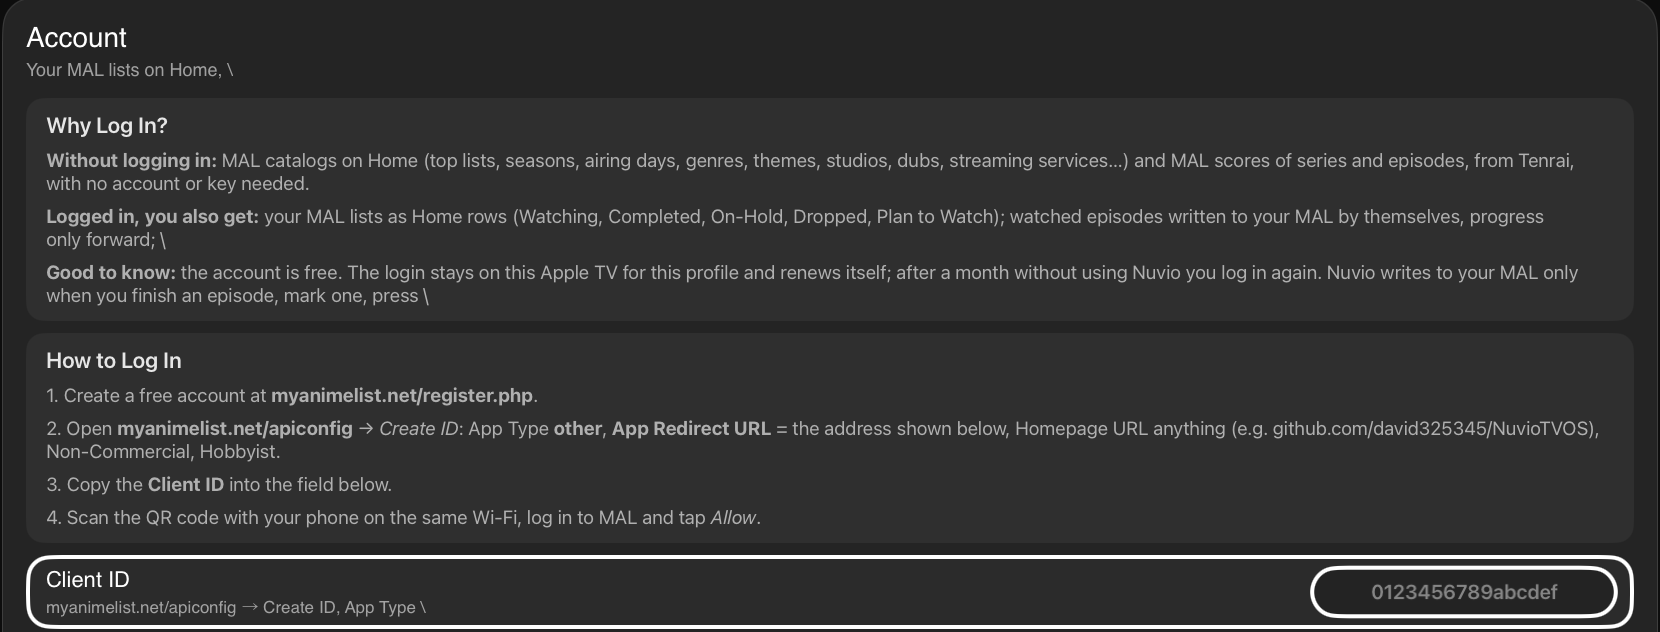 Account
Your MAL lists on Home, \
Why Log In?
Without logging in: MAL catalogs on Home (top lists, seasons, airing days, genres, themes, studios, dubs, streaming services...) and MAL scores of series and episodes, from Tenrai,
with no account or key needed.
Logged in, you also get: your MAL lists as Home rows (Watching, Completed, On-Hold, Dropped, Plan to Watch); watched episodes written to your MAL by themselves, progress
only forward; \
Good to know: the account is free. The login stays on this Apple TV for this profile and renews itself; after a month without using Nuvio you log in again. Nuvio writes to your MAL only
when you finish an episode, mark one, press \
How to Log In
1. Create a free account at myanimelist.net/register.php.
2. Open myanimelist.net/apiconfig → Create ID: App Type other, App Redirect URL = the address shown below, Homepage URL anything (e.g. github.com/david325345/NuvioTVOS),
Non-Commercial, Hobbyist.
3. Copy the Client ID into the field below.
4. Scan the QR code with your phone on the same Wi-Fi, log in to MAL and tap Allow.
Client ID
0123456789abcdef
myanimelist.net/apiconfig → Create ID, App Type \